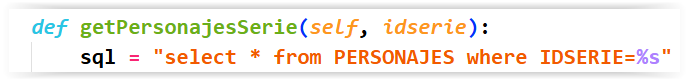 def getPersonajesSerie(self, idserie):
sql = "select * from PERSONAJES where IDSERIE=%s"